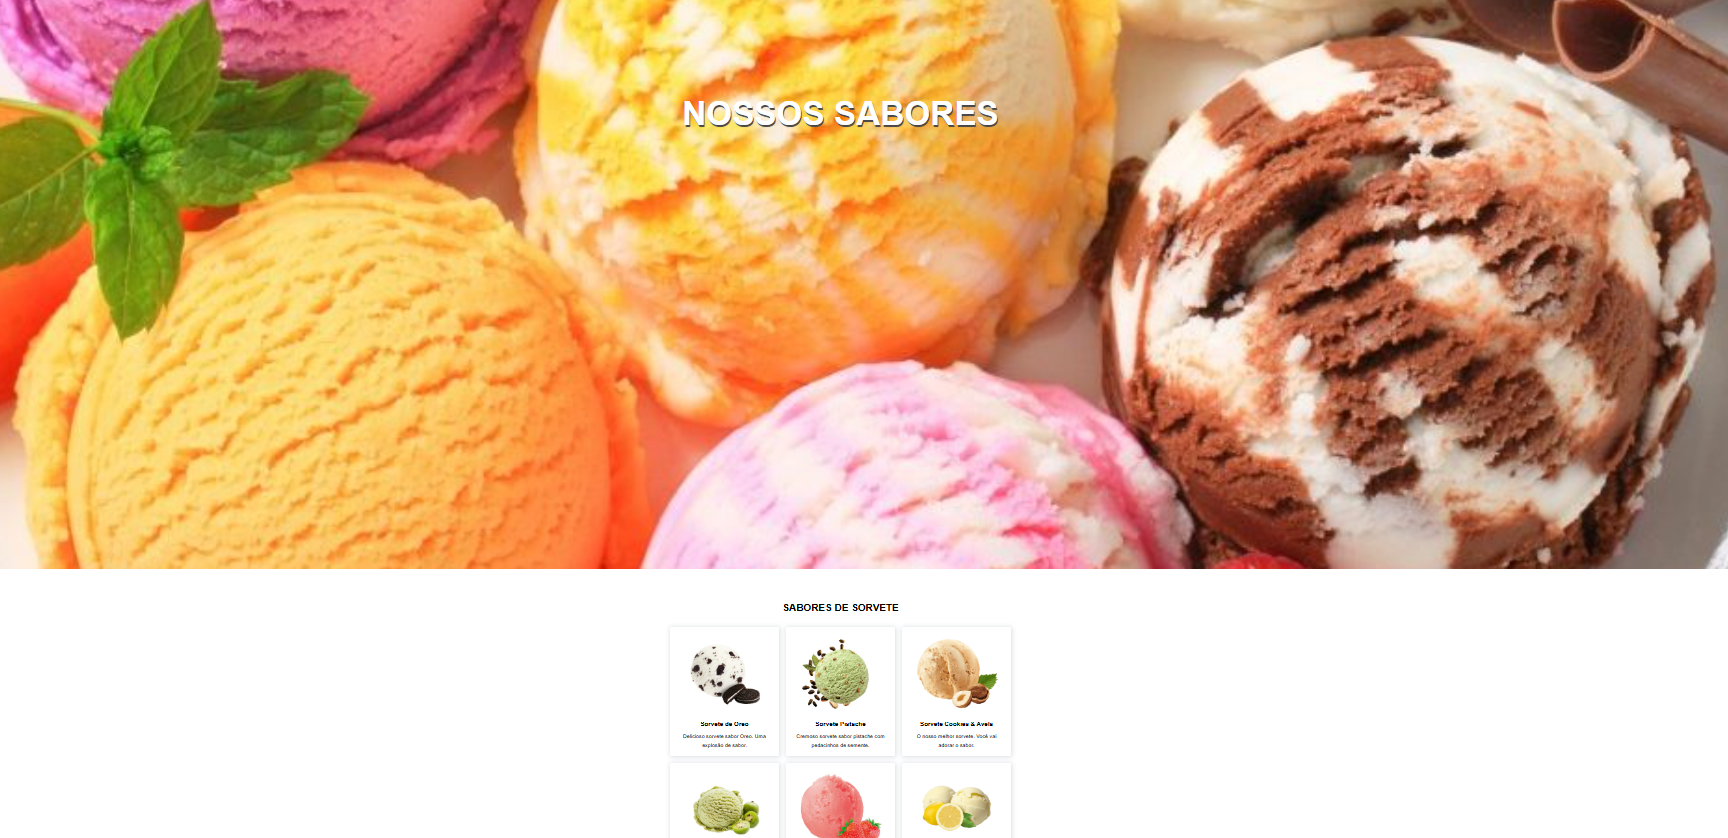 NOSSOS SABORES
SABORES DE SORVETE
Sorvete de Oreo
Delicioso sorvete sabor Oreo. Uma
explosão de sabor.
Sorvete Pistache
Cremoso sorvete sabor pistache com
pedacinhos de semente.
Sorvete Cookies & Avelã
O nosso melhor sorvete. Você vai
adorar o sabor.